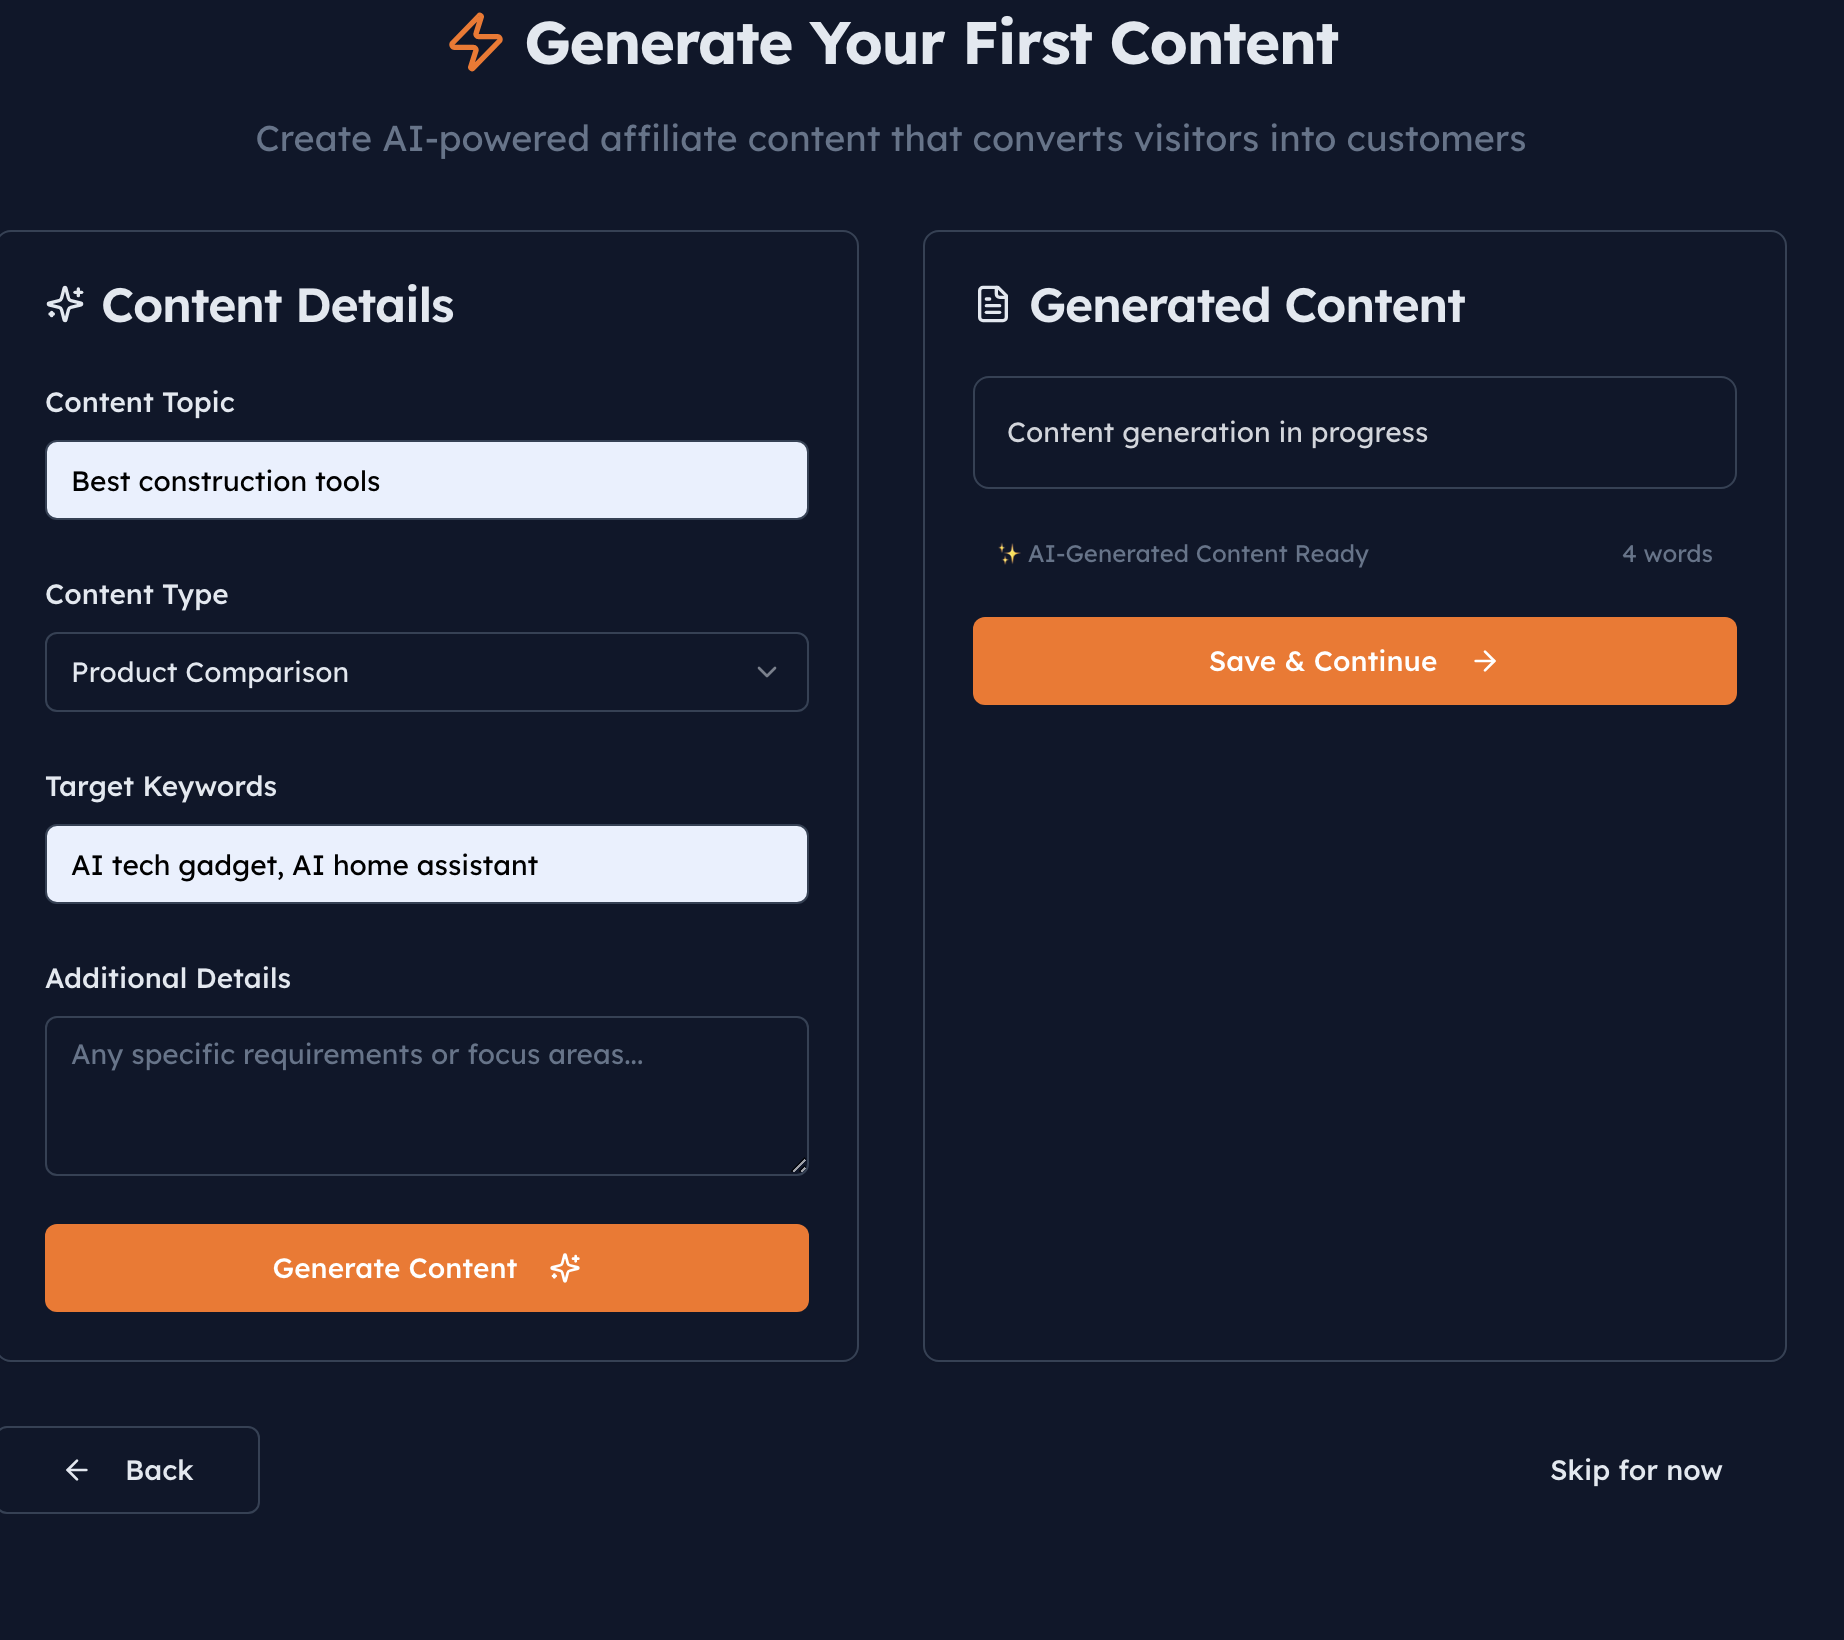 Generate Your First Content
Create AI-powered affiliate content that converts visitors into customers
Content Details
Content Topic
Best construction tools
Content Type
Product Comparison
Target Keywords
AI tech gadget, AI home assistant
Additional Details
Any specific requirements or focus areas...
Generate Content
Generated Content
Content generation in progress
✨ AI-Generated Content Ready
4 words
Save & Continue
Back
Skip for now